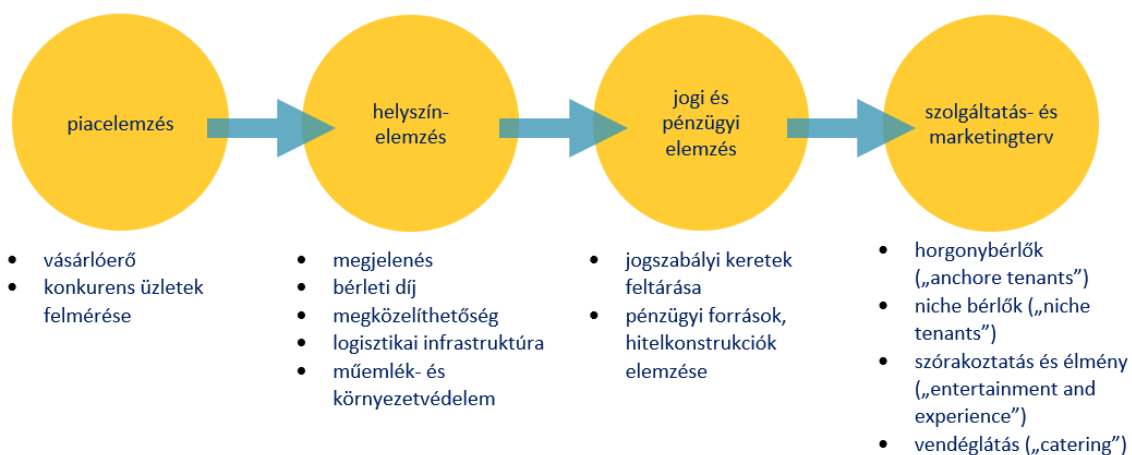 piacelemzés
helyszín-
elemzés
jogi és
pénzügyi
elemzés
szolgáltatás- és
marketingterv
• vásárlóerő
• konkurens üzletek
felmérése
• megjelenés
• bérleti díj
• megközelíthetőség
• logisztikai infrastruktúra
• műemlék- és
környezetvédelem
• jogszabályi keretek
feltárása
• pénzügyi források,
hitelkonstrukciók
elemzése
• horgonybérlők
(„anchore tenants”)
• niche bérlők („niche
tenants”)
• szórakoztatás és élmény
(„entertainment and
experience”)
• vendéglátás („catering”)